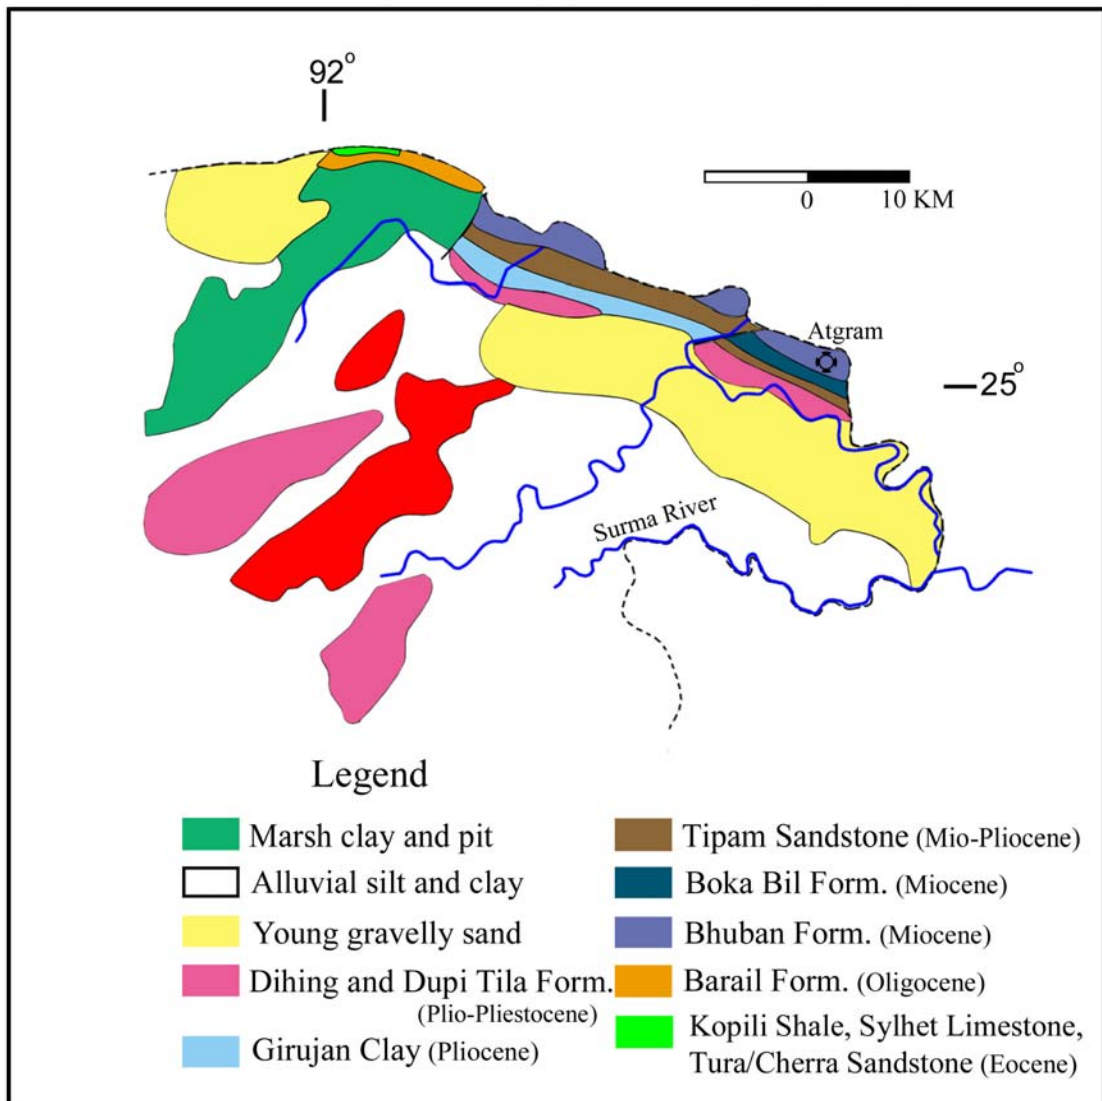 92°
0 10 KM
Atgram
25°
Surma River
Legend
Marsh clay and pit
Alluvial silt and clay
Young gravelly sand
Dihing and Dupi Tila Form.
(Plio-Pliestocene)
Girujan Clay (Pliocene)
Tipam Sandstone (Mio-Pliocene)
Boka Bil Form. (Miocene)
Bhuban Form. (Miocene)
Barail Form. (Oligocene)
Kopili Shale, Sylhet Limestone,
Tura/Cherra Sandstone (Eocene)